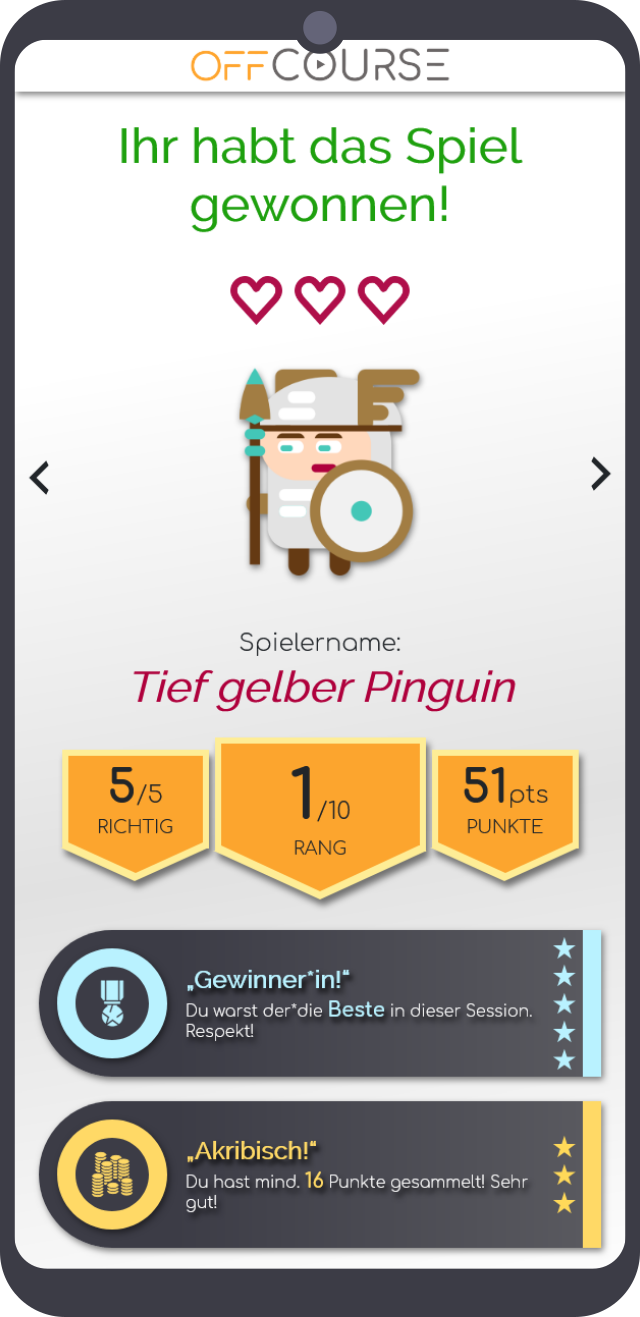 OFFCOURSE
Ihr habt das Spiel
gewonnen!
Spielername:
Tief gelber Pinguin
5/5
RICHTIG
1/10
RANG
51pts
PUNKTE
„Gewinner*in!“
Du warst der*die Beste in dieser Session.
Respekt!
„Akribisch!“
Du hast mind. 16 Punkte gesammelt! Sehr
gut!